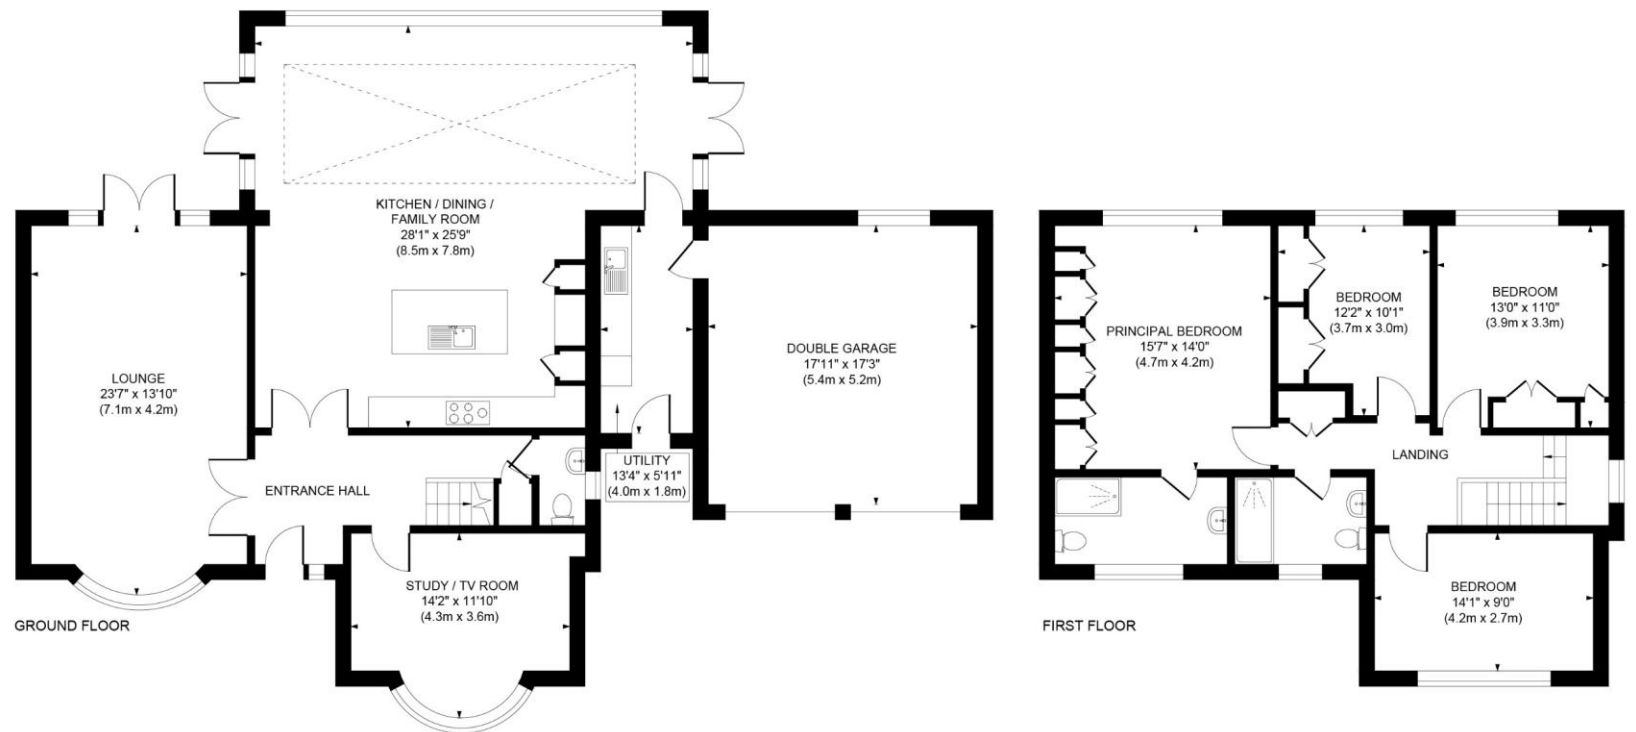 KITCHEN / DINING /
FAMILY ROOM
28'1" x 25'9"
(8.5m x 7.8m)
LOUNGE
23'7" x 13'10"
(7.1m x 4.2m)
DOUBLE GARAGE
17'11" x 17'3"
(5.4m x 5.2m)
UTILITY
13'4" x 5'11"
(4.0m x 1.8m)
ENTRANCE HALL
STUDY / TV ROOM
14'2" x 11'10"
(4.3m x 3.6m)
GROUND FLOOR
PRINCIPAL BEDROOM
15'7" x 14'0"
(4.7m x 4.2m)
BEDROOM
12'2" x 10'1"
(3.7m x 3.0m)
BEDROOM
13'0" x 11'0"
(3.9m x 3.3m)
LANDING
BEDROOM
14'1" x 9'0"
(4.2m x 2.7m)
FIRST FLOOR